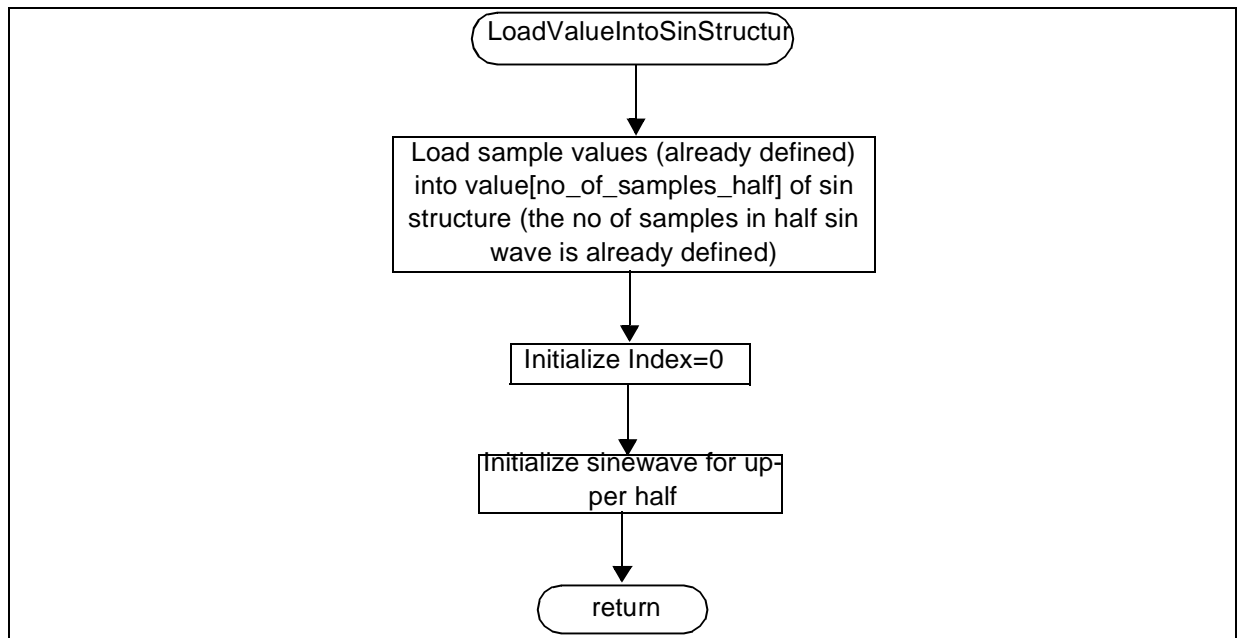 LoadValueIntoSinStructur
Load sample values (already defined)
into value[no_of_samples_half] of sin
structure (the no of samples in half sin
wave is already defined)
Initialize Index=0
Initialize sinewave for up-
per half
return